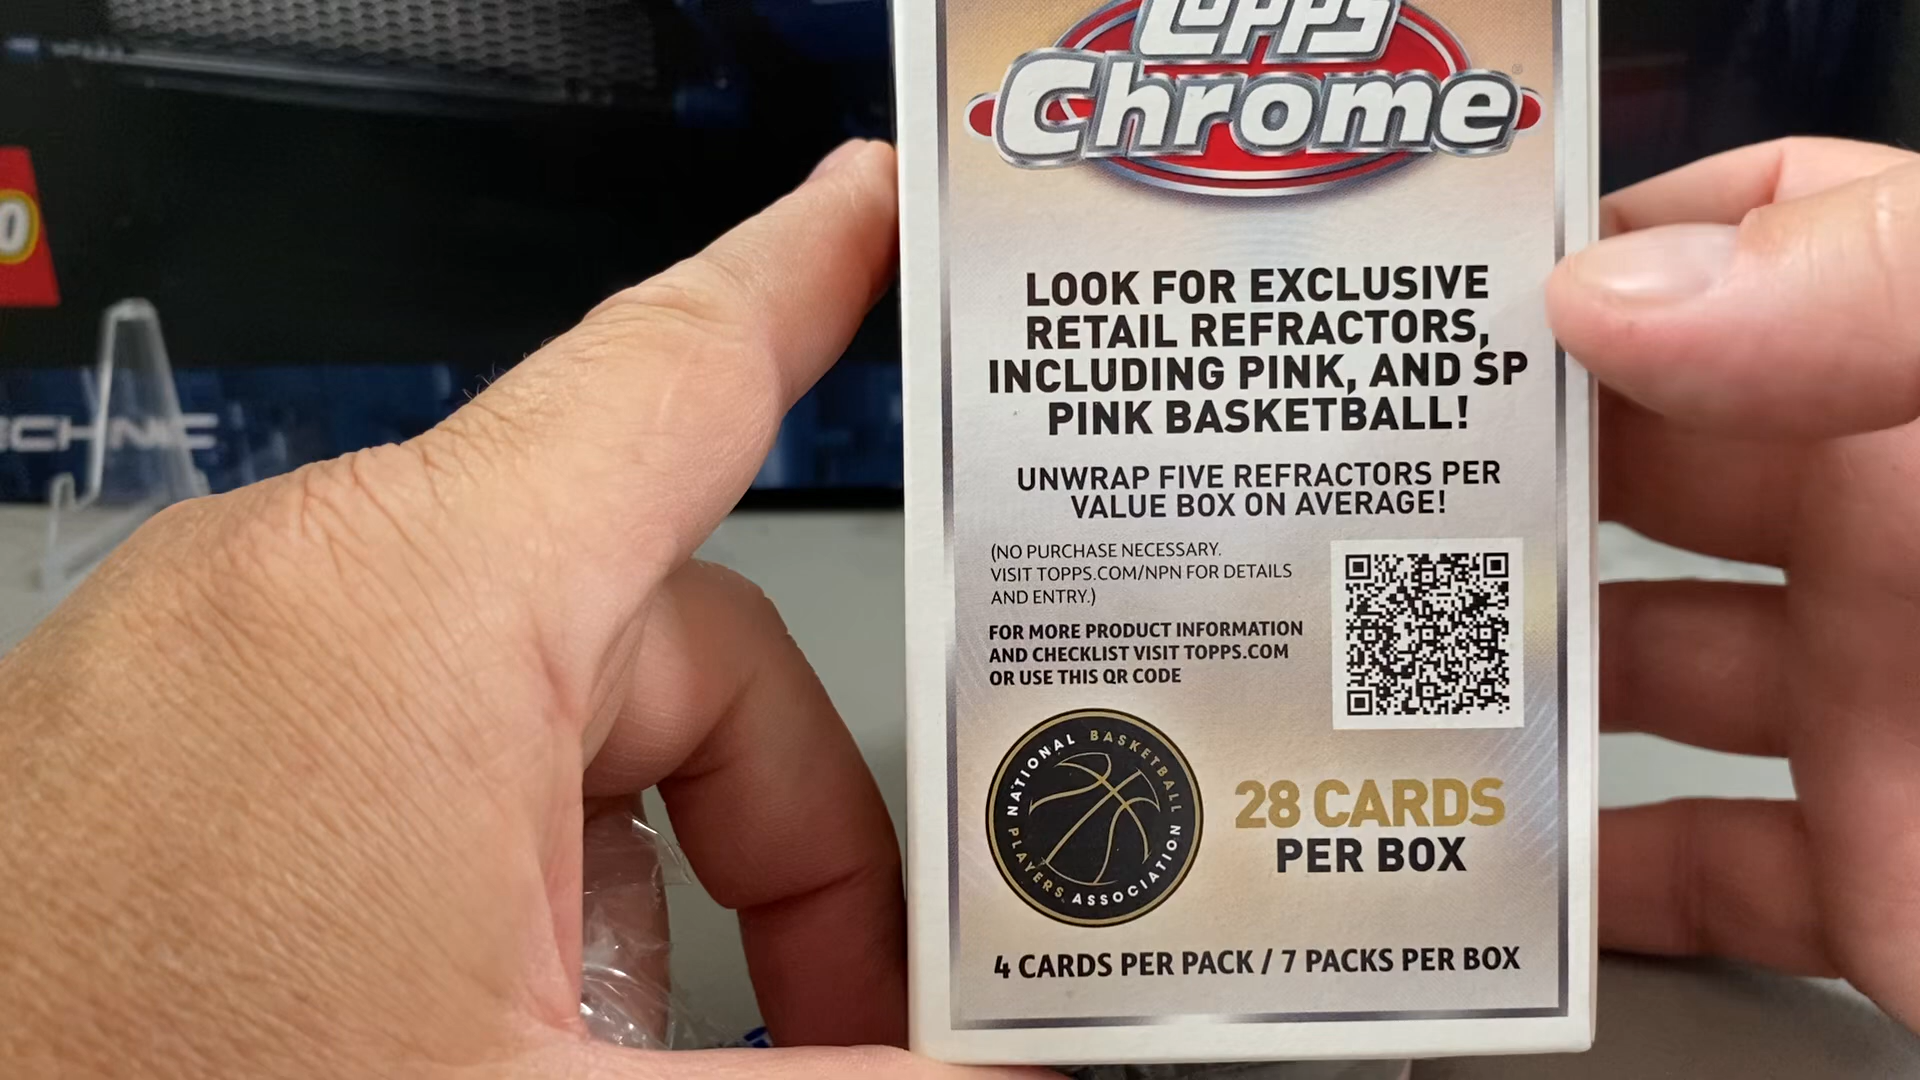 topps
Chrome
LOOK FOR EXCLUSIVE
RETAIL REFRACTORS,
INCLUDING PINK, AND SP
PINK BASKETBALL!
UNWRAP FIVE REFRACTORS PER
VALUE BOX ON AVERAGE!
(NO PURCHASE NECESSARY.
VISIT TOPPS.COM/NPN FOR DETAILS
AND ENTRY.)
FOR MORE PRODUCT INFORMATION
AND CHECKLIST VISIT TOPPS.COM
OR USE THIS QR CODE
NATIONAL BASKETBALL
PLAYERS ASSOCIATION
28 CARDS
PER BOX
4 CARDS PER PACK / 7 PACKS PER BOX